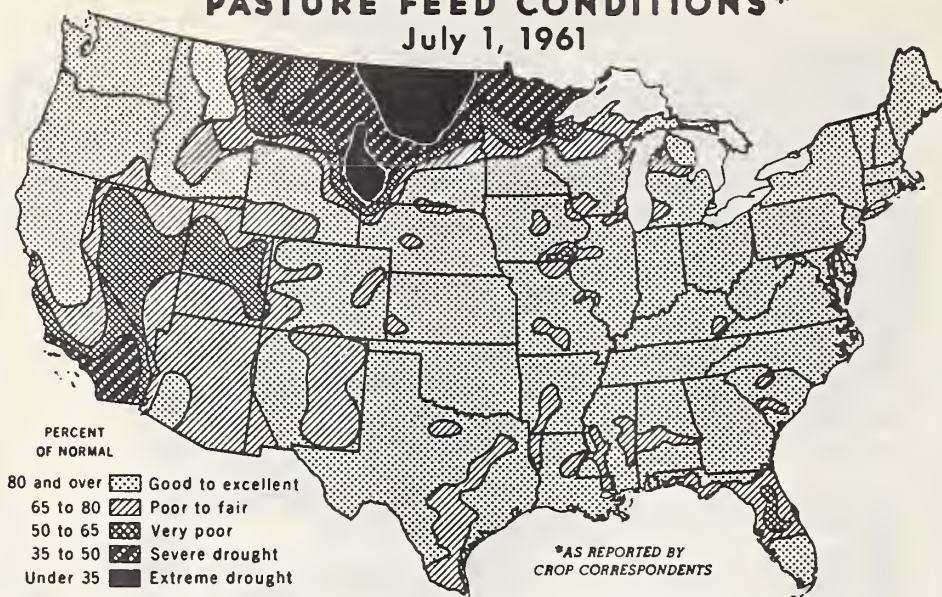 PASTURE FEED CONDITIONS*
July 1, 1961
PERCENT
OF NORMAL
80 and over Good to excellent
65 to 80 Poor to fair
50 to 65 Very poor
35 to 50 Severe drought
Under 35 Extreme drought
*AS REPORTED BY
CROP CORRESPONDENTS